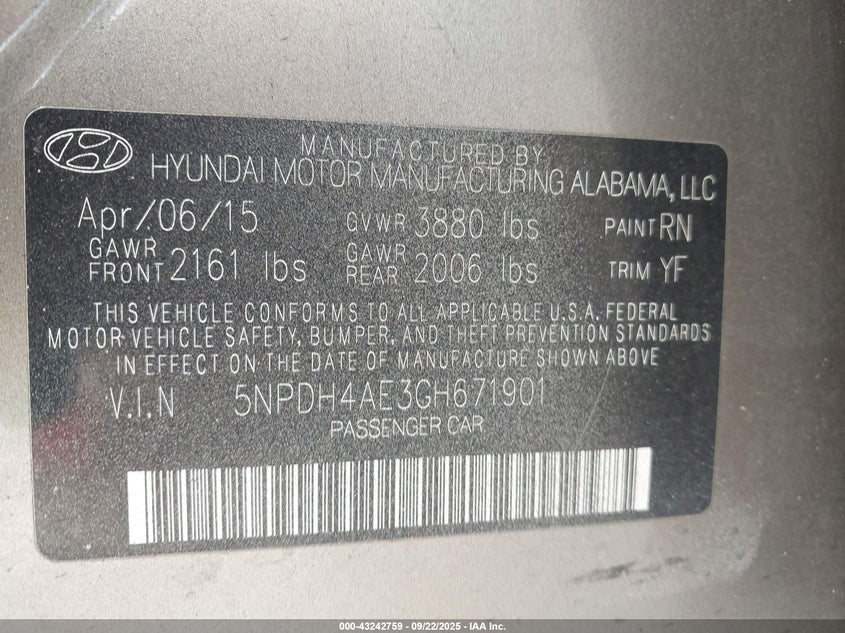 MANUFACTURED BY
HYUNDAI MOTOR MANUFACTURING ALABAMA, LLC
Apr/06/15 GVWR 3880 lbs PAINT RN
GAWR FRONT 2161 lbs GAWR REAR 2006 lbs TRIM YF
THIS VEHICLE CONFORMS TO ALL APPLICABLE U.S.A. FEDERAL
MOTOR VEHICLE SAFETY, BUMPER, AND THEFT PREVENTION STANDARDS
IN EFFECT ON THE DATE OF MANUFACTURE SHOWN ABOVE
V.I.N 5NPDH4AE3GH671901
PASSENGER CAR
000-43242759 - 09/22/2025 - IAA Inc.